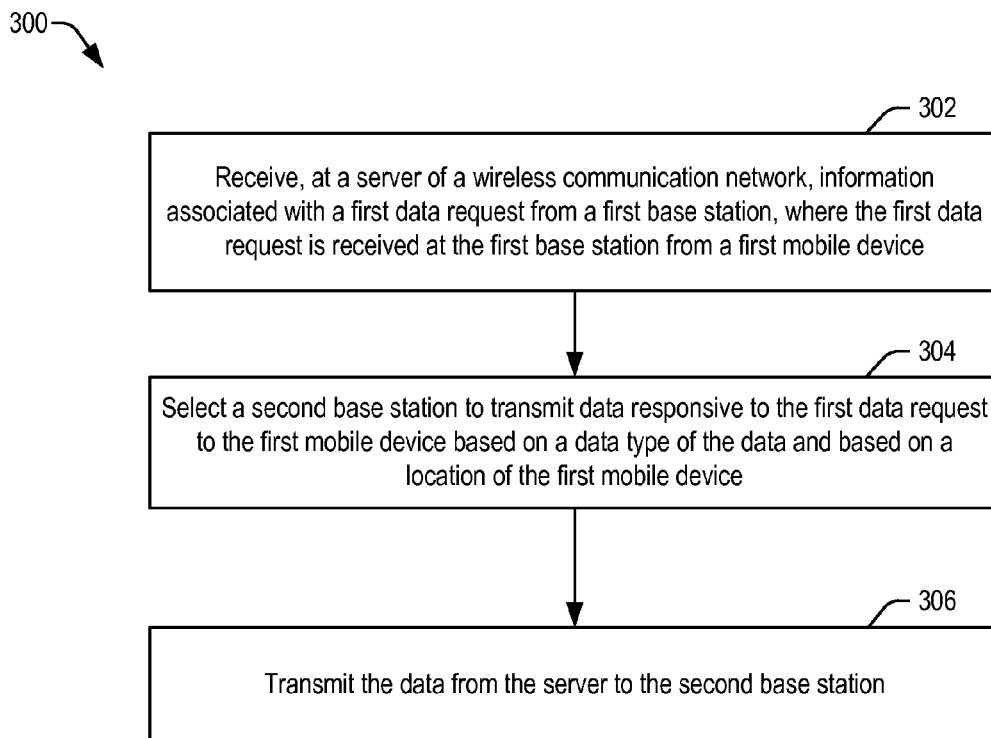 300
302
Receive, at a server of a wireless communication network, information
associated with a first data request from a first base station, where the first data
request is received at the first base station from a first mobile device
304
Select a second base station to transmit data responsive to the first data request
to the first mobile device based on a data type of the data and based on a
location of the first mobile device
306
Transmit the data from the server to the second base station